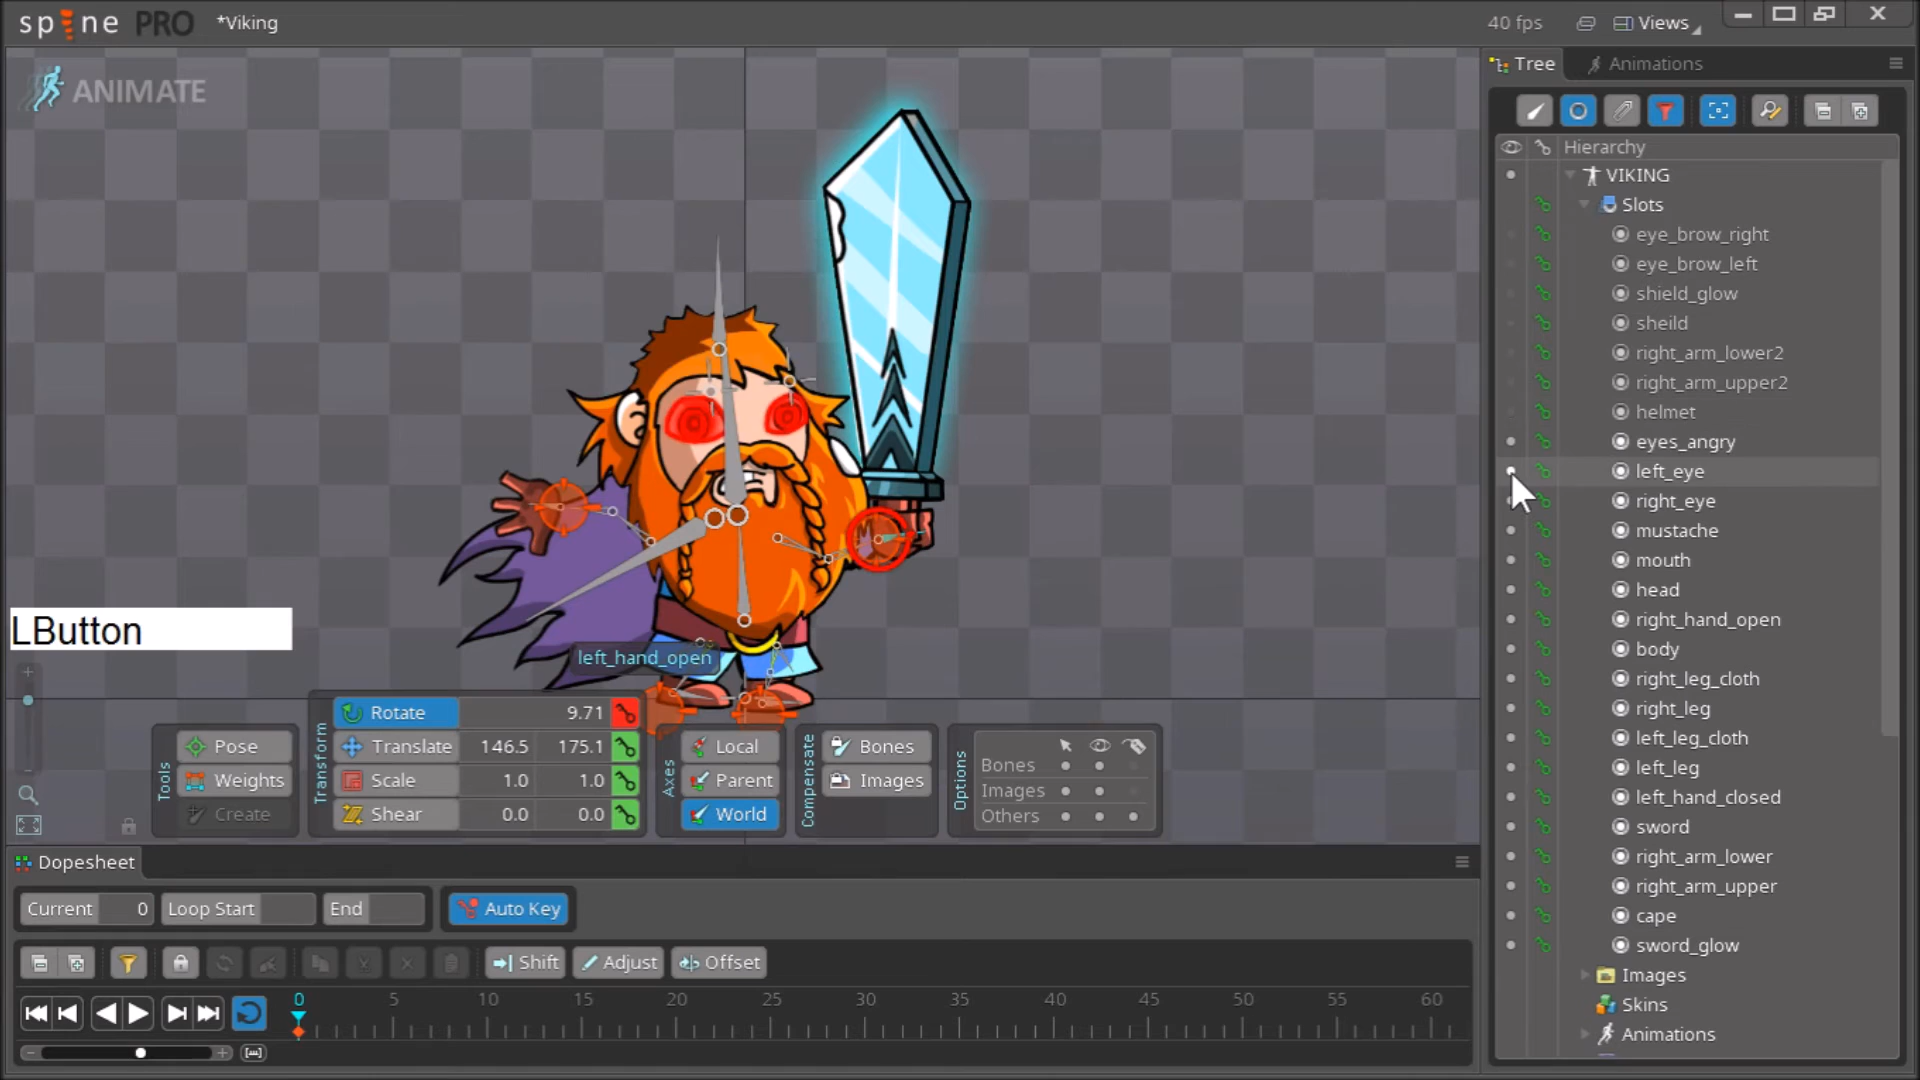 spine PRO *Viking
40 fps Views
ANIMATE
Tree Animations
Hierarchy
VIKING
Slots
eye_brow_right
eye_brow_left
shield_glow
sheild
right_arm_lower2
right_arm_upper2
helmet
eyes_angry
left_eye
right_eye
mustache
mouth
head
right_hand_open
body
right_leg_cloth
right_leg
left_leg_cloth
left_leg
left_hand_closed
sword
right_arm_lower
right_arm_upper
cape
sword_glow
Images
Skins
Animations
LButton
left_hand_open
Tools
Pose
Weights
Create
Transform
Rotate 9.71
Translate 146.5 175.1
Scale 1.0 1.0
Shear 0.0 0.0
Axes
Local
Parent
World
Compensate
Bones
Images
Options
Bones
Images
Others
Dopesheet
Current 0 Loop Start End Auto Key
Shift Adjust Offset
0 5 10 15 20 25 30 35 40 45 50 55 60